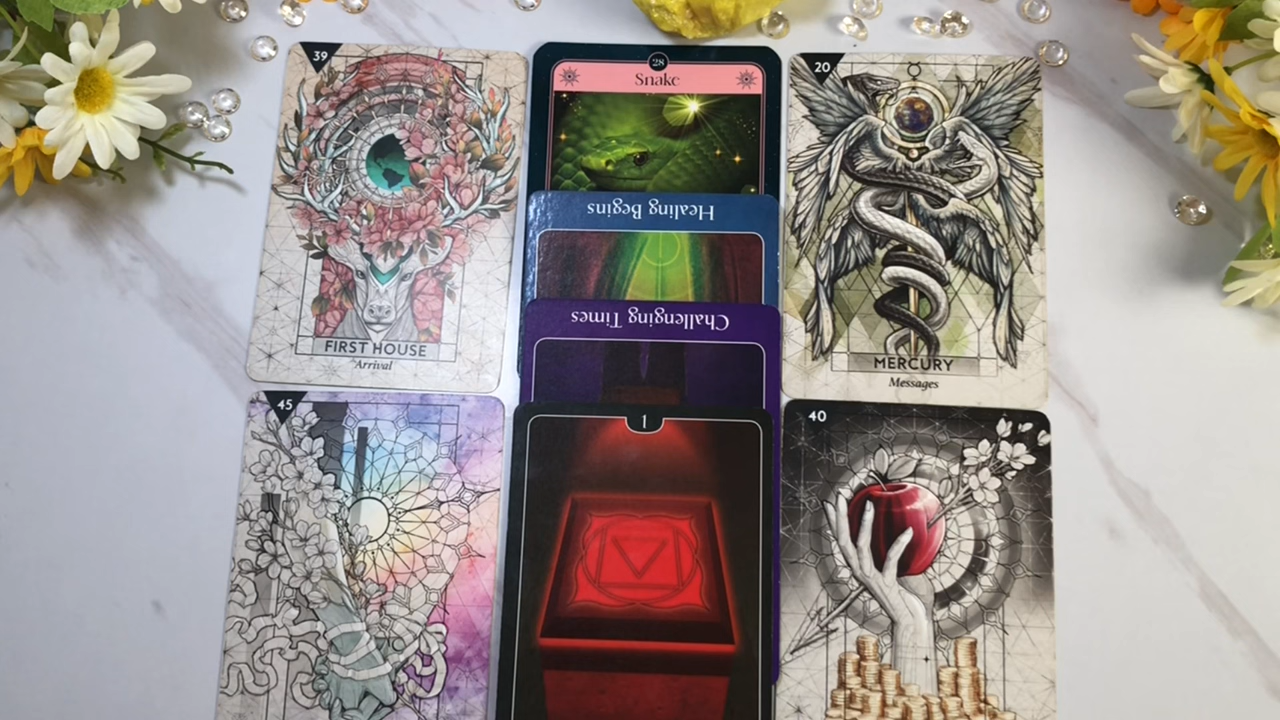 39
FIRST HOUSE
Arrival
28
Snake
Healing Begins
Challenging Times
1
20
MERCURY
Messages
45
40